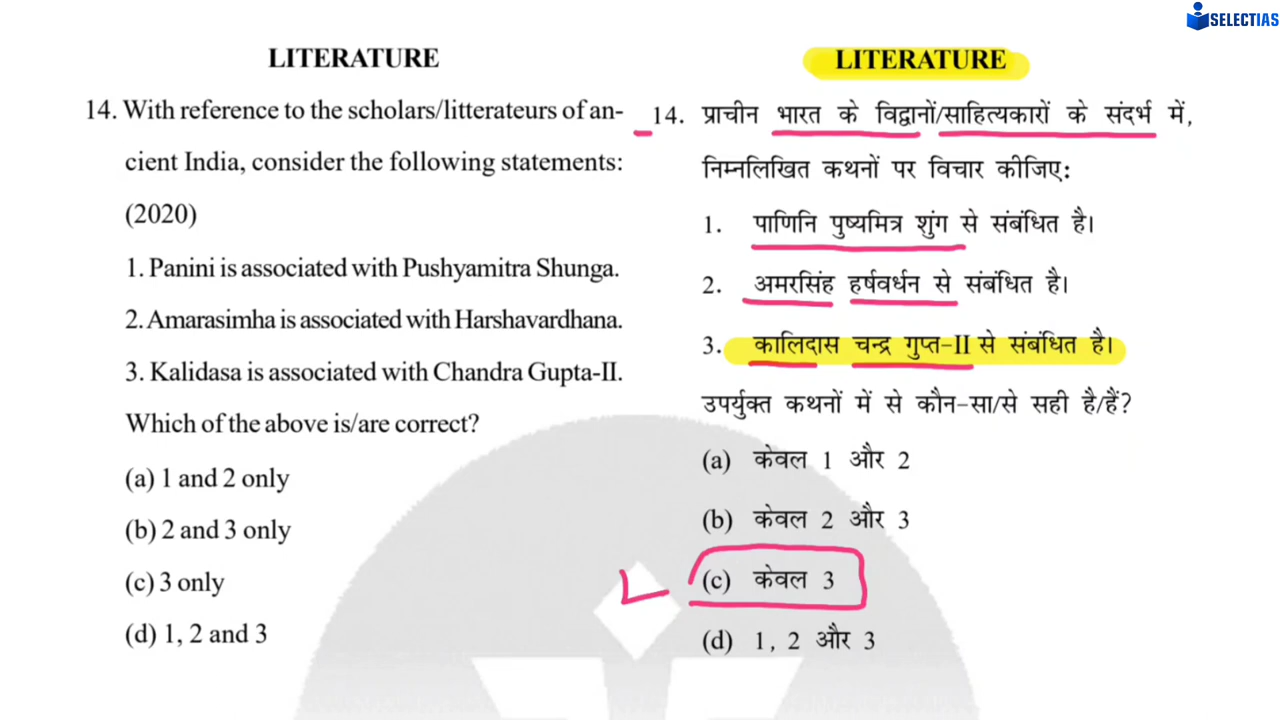 SELECTIAS
LITERATURE
14. With reference to the scholars/litterateurs of an-
cient India, consider the following statements:
(2020)
1. Panini is associated with Pushyamitra Shunga.
2. Amarasimha is associated with Harshavardhana.
3. Kalidasa is associated with Chandra Gupta-II.
Which of the above is/are correct?
(a) 1 and 2 only
(b) 2 and 3 only
(c) 3 only
(d) 1, 2 and 3
LITERATURE
14. प्राचीन भारत के विद्वानों/साहित्यकारों के संदर्भ में,
निम्नलिखित कथनों पर विचार कीजिए:
1. पाणिनि पुष्यमित्र शुंग से संबंधित है।
2. अमरसिंह हर्षवर्धन से संबंधित है।
3. कालिदास चन्द्र गुप्त-II से संबंधित है।
उपर्युक्त कथनों में से कौन-सा/से सही है/हैं?
(a) केवल 1 और 2
(b) केवल 2 और 3
(c) केवल 3
(d) 1, 2 और 3